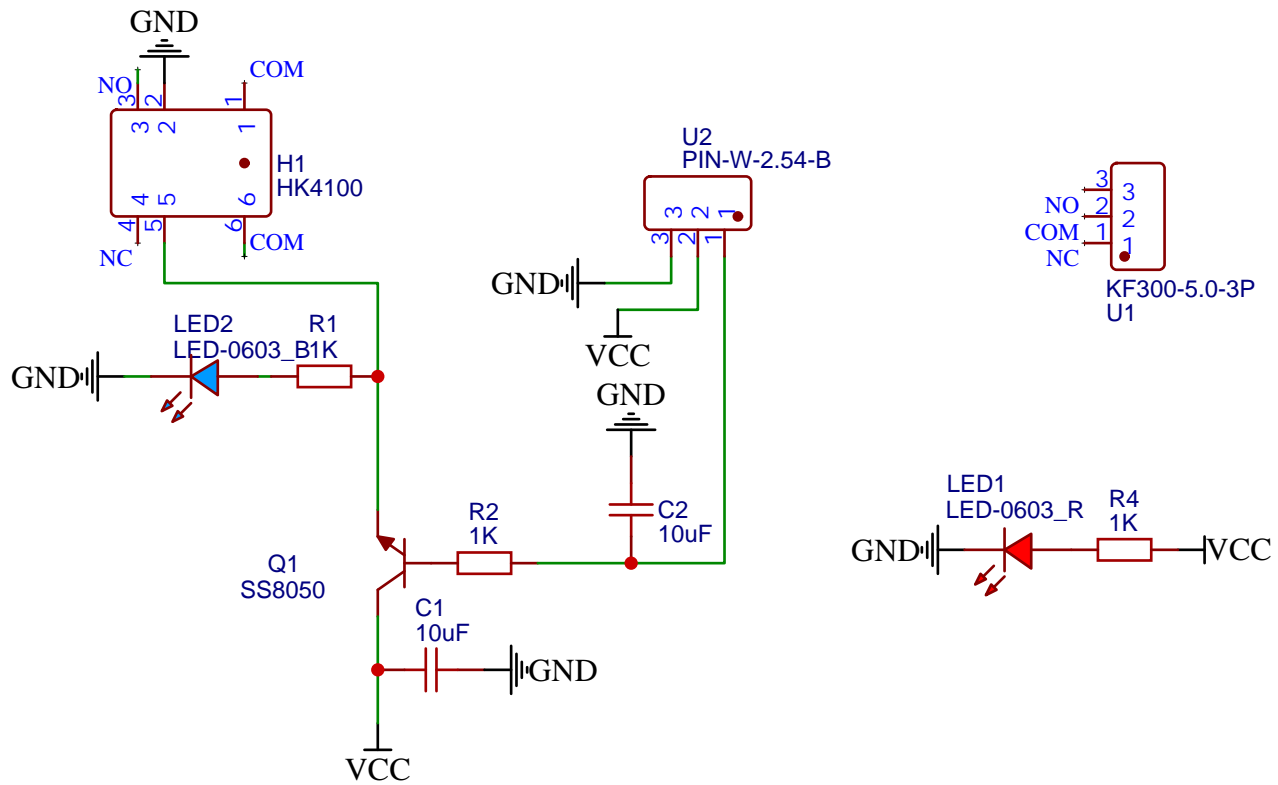 GND
NO
COM
3
2
1
3
2
1
H1
HK4100
4
5
6
4
5
6
NC
COM
U2
PIN-W-2.54-B
3
2
1
3
2
1
GND
VCC
3
3
NO
2
2
COM
1
1
NC
KF300-5.0-3P
U1
LED2
R1
LED-0603_B
1K
GND
GND
C2
10uF
R2
1K
Q1
SS8050
C1
10uF
GND
VCC
LED1
LED-0603_R
R4
1K
GND
VCC